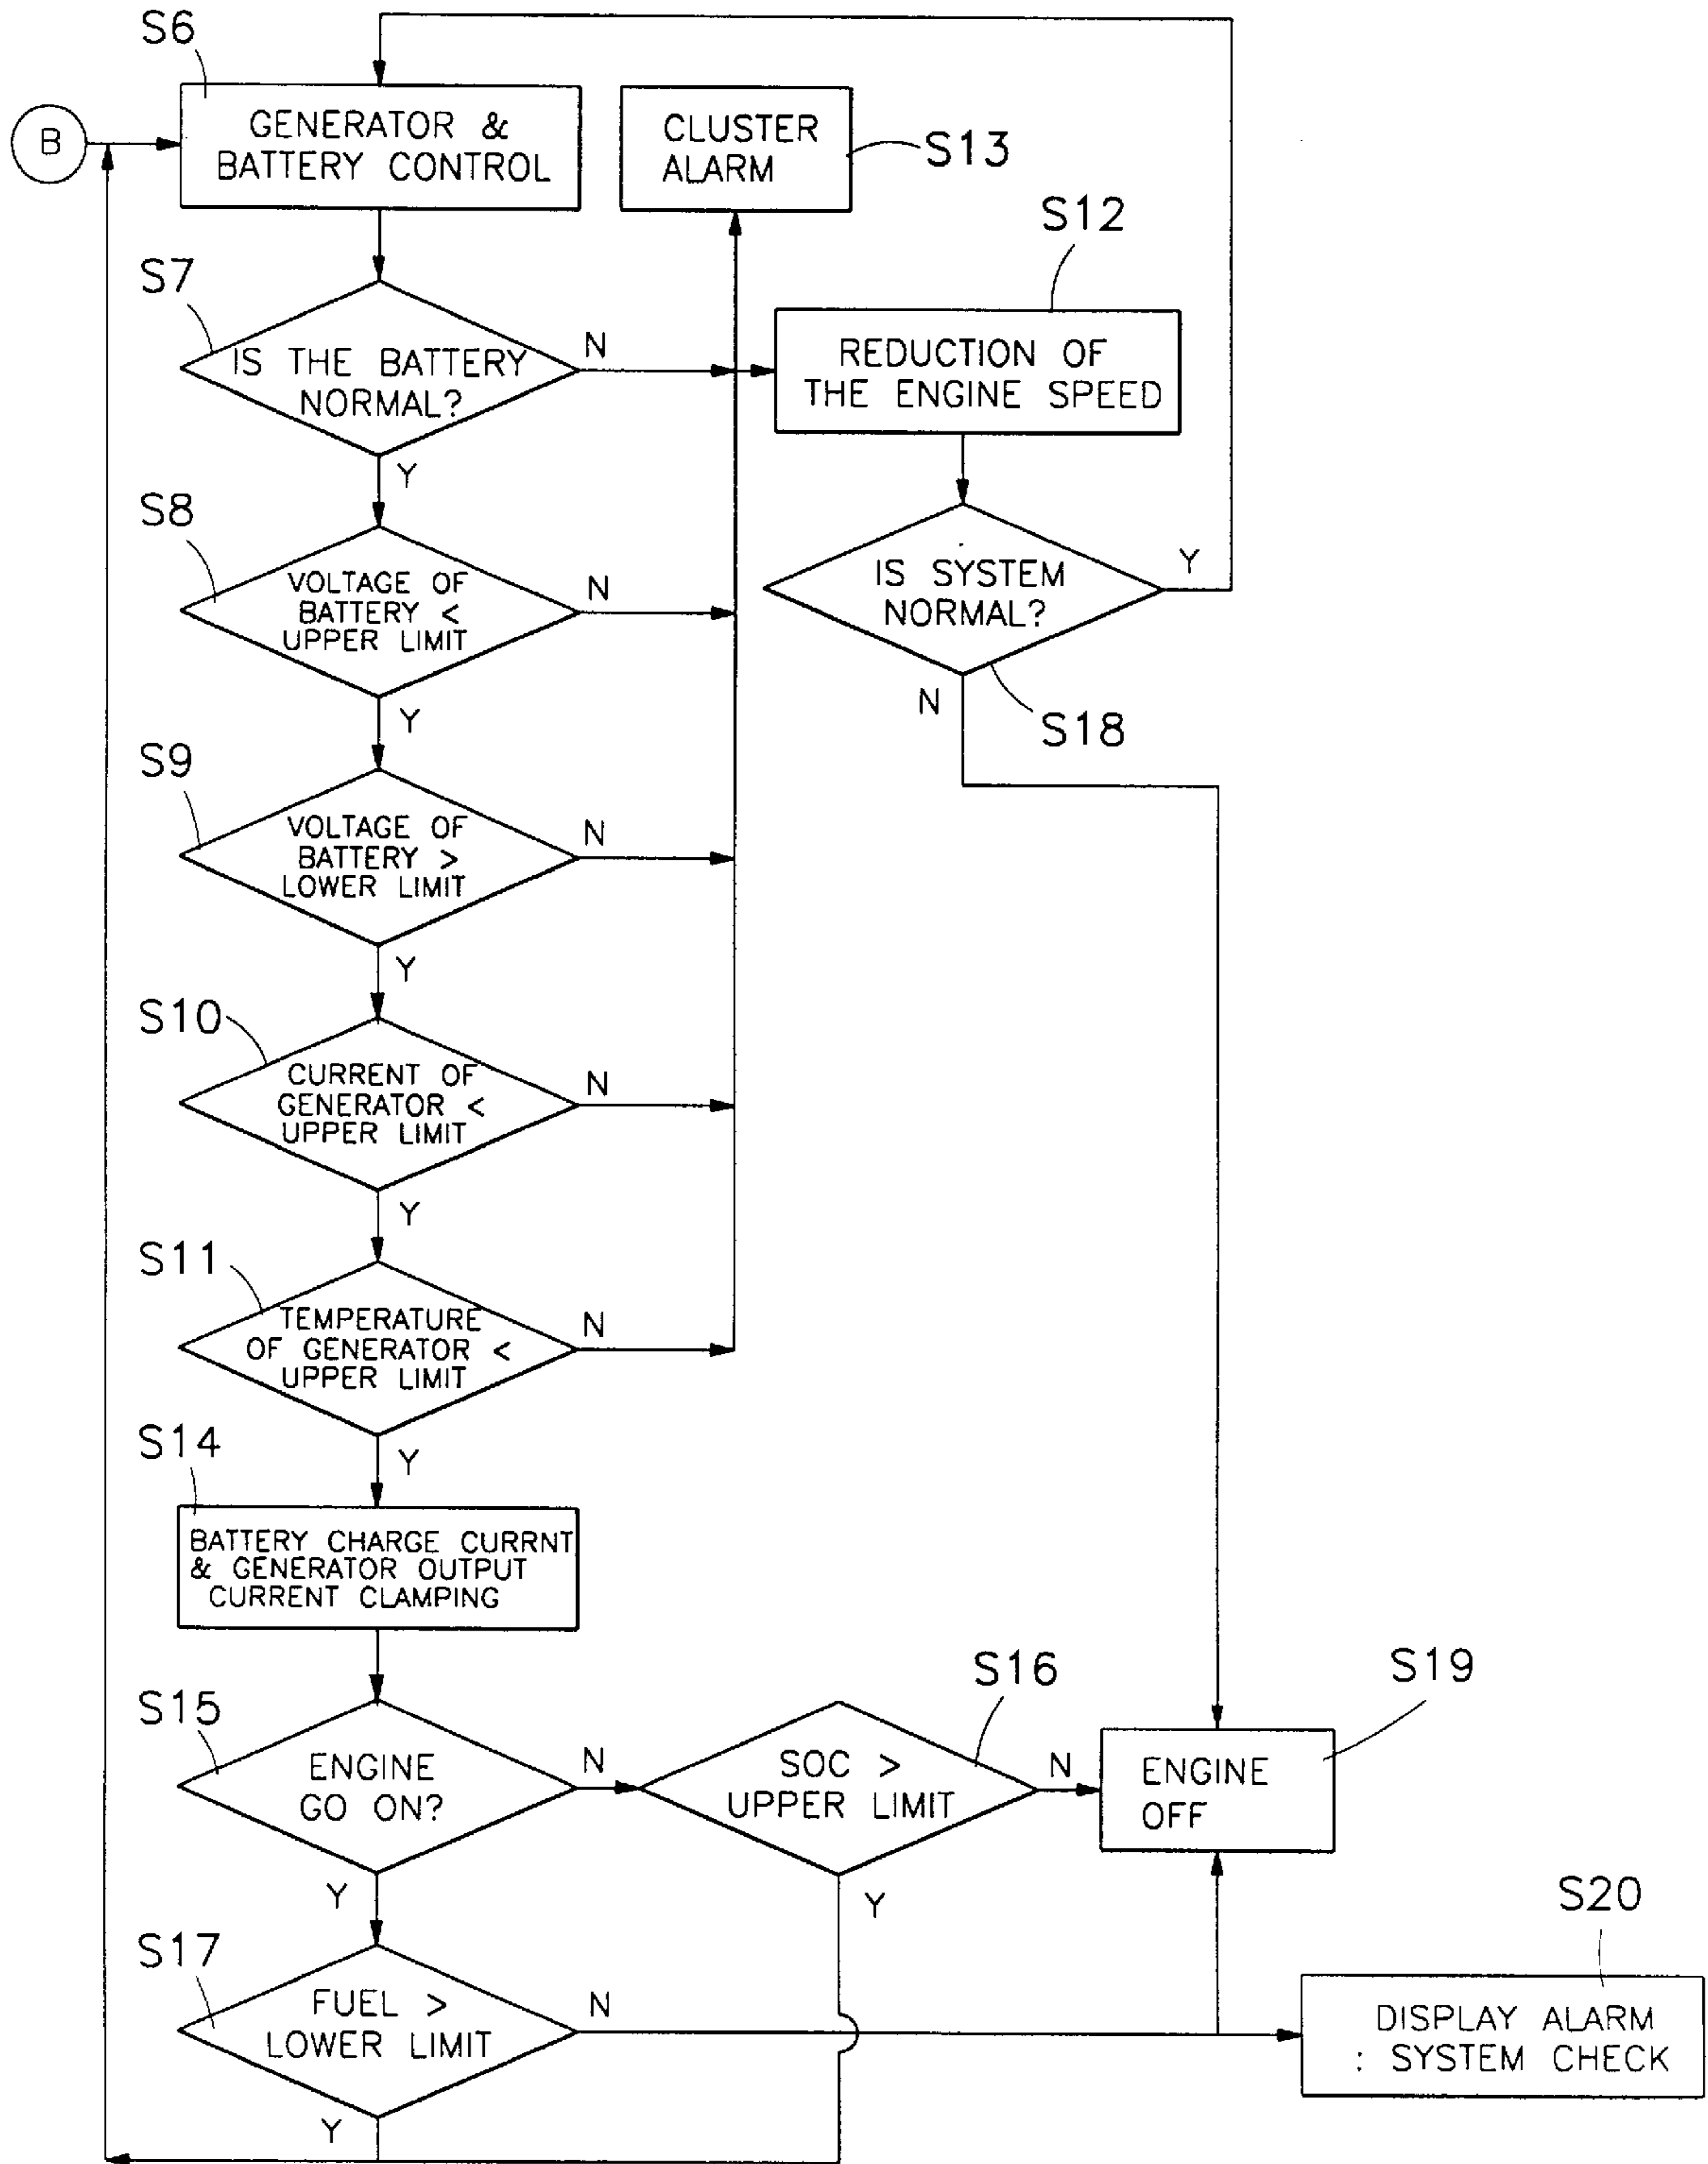 S6
B
GENERATOR &
BATTERY CONTROL
CLUSTER
ALARM
S13
S12
S7
IS THE BATTERY
NORMAL?
N
Y
REDUCTION OF
THE ENGINE SPEED
S8
VOLTAGE OF
BATTERY <
UPPER LIMIT
N
Y
IS SYSTEM
NORMAL?
Y
N
S18
S9
VOLTAGE OF
BATTERY >
LOWER LIMIT
N
Y
S10
CURRENT OF
GENERATOR <
UPPER LIMIT
N
Y
S11
TEMPERATURE
OF GENERATOR <
UPPER LIMIT
N
Y
S14
BATTERY CHARGE CURRNT
& GENERATOR OUTPUT
CURRENT CLAMPING
S15
ENGINE
GO ON?
N
Y
S16
SOC >
UPPER LIMIT
N
Y
S19
ENGINE
OFF
S17
FUEL >
LOWER LIMIT
N
Y
S20
DISPLAY ALARM
: SYSTEM CHECK